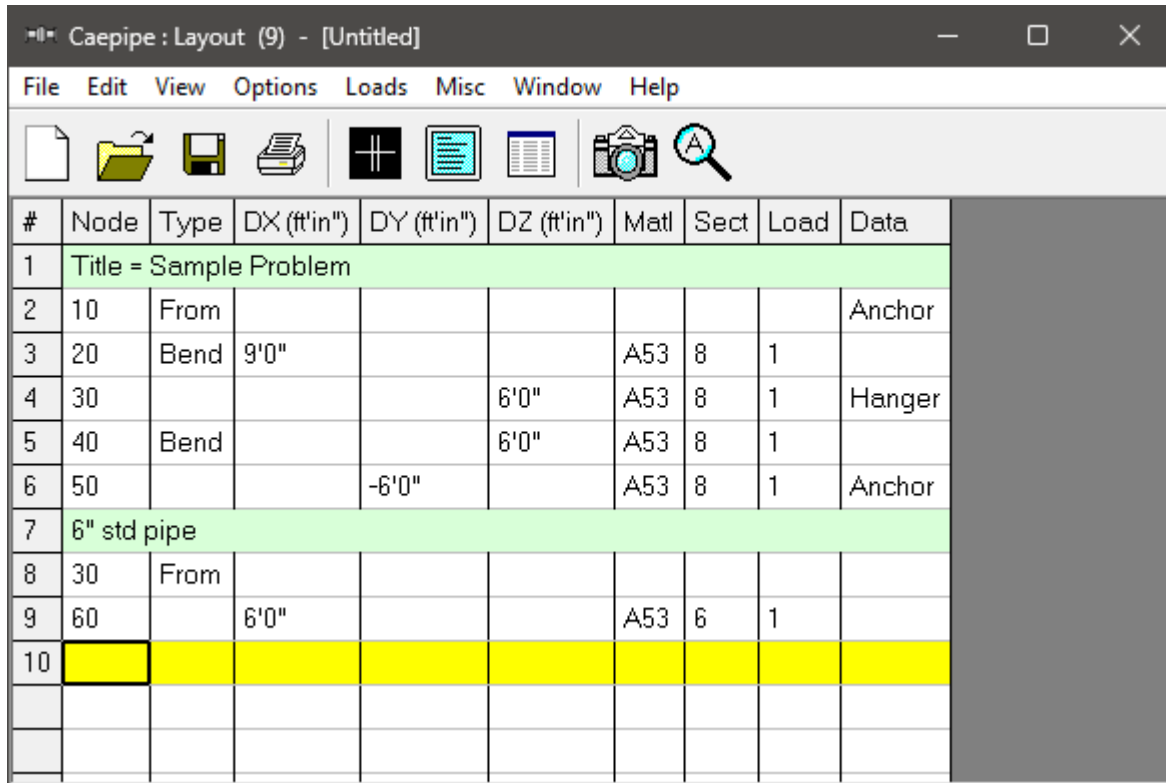 Caepipe : Layout (9) - [Untitled]
File Edit View Options Loads Misc Window Help
# Node Type DX (ft'in") DY (ft'in") DZ (ft'in") Matl Sect Load Data
1 Title = Sample Problem
2 10 From Anchor
3 20 Bend 9'0" A53 8 1
4 30 6'0" A53 8 1 Hanger
5 40 Bend 6'0" A53 8 1
6 50 -6'0" A53 8 1 Anchor
7 6" std pipe
8 30 From
9 60 6'0" A53 6 1
10